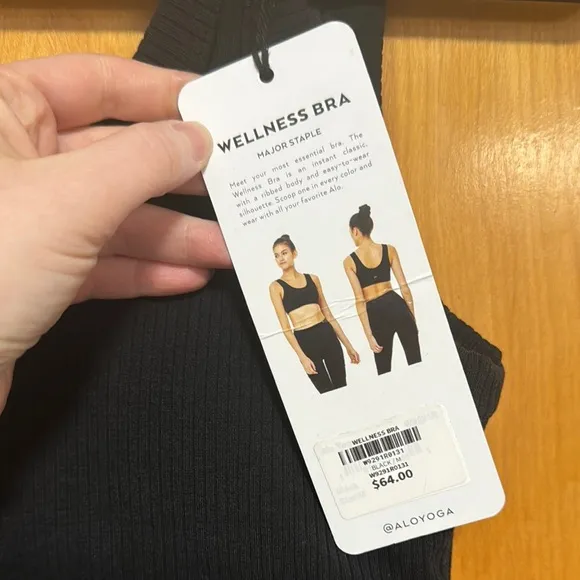 WELLNESS BRA
MAJOR STAPLE
Meet your most essential bra. The
Wellness Bra is an instant classic,
with a ribbed body and easy-to-wear
silhouette. Scoop one in every color and
wear with all your favorite Alo.
WELLNESS BRA
W9291R0131
BLACK / M
W9291R0131
$64.00
@ALOYOGA